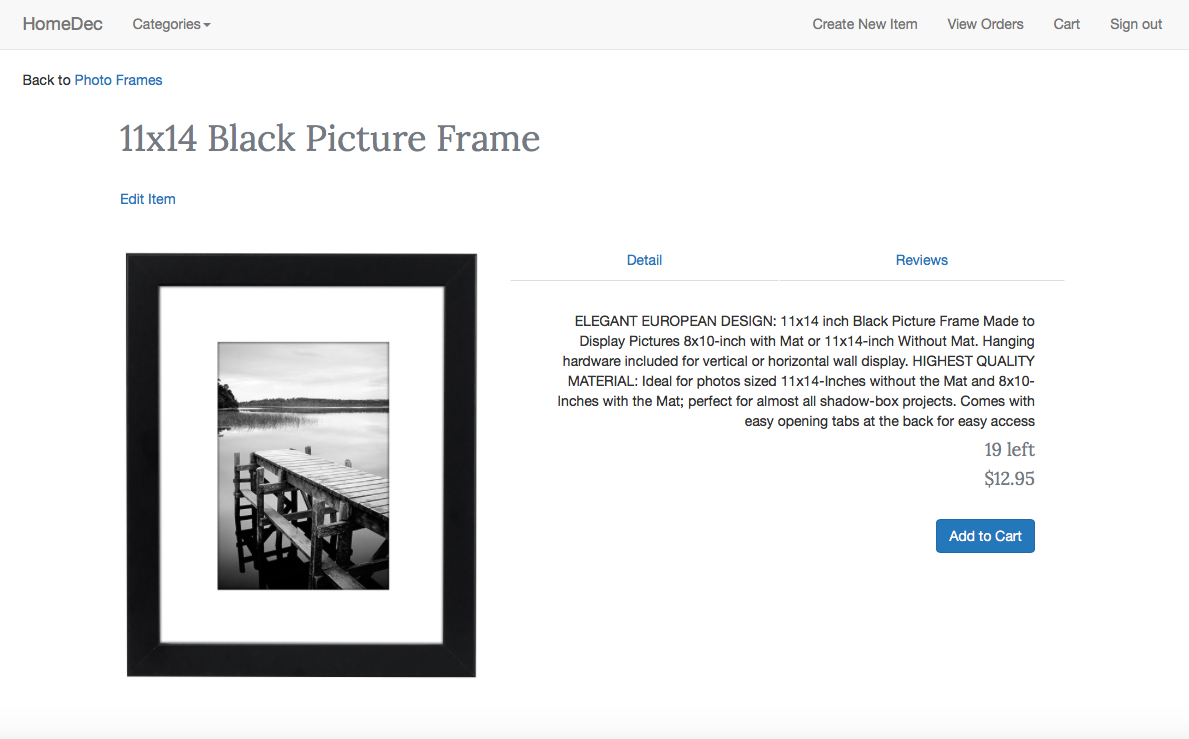 HomeDec Categories Create New Item View Orders Cart Sign out
Back to Photo Frames
11x14 Black Picture Frame
Edit Item
Detail Reviews
ELEGANT EUROPEAN DESIGN: 11x14 inch Black Picture Frame Made to
Display Pictures 8x10-inch with Mat or 11x14-inch Without Mat. Hanging
hardware included for vertical or horizontal wall display. HIGHEST QUALITY
MATERIAL: Ideal for photos sized 11x14-Inches without the Mat and 8x10-
Inches with the Mat; perfect for almost all shadow-box projects. Comes with
easy opening tabs at the back for easy access
19 left
$12.95
Add to Cart